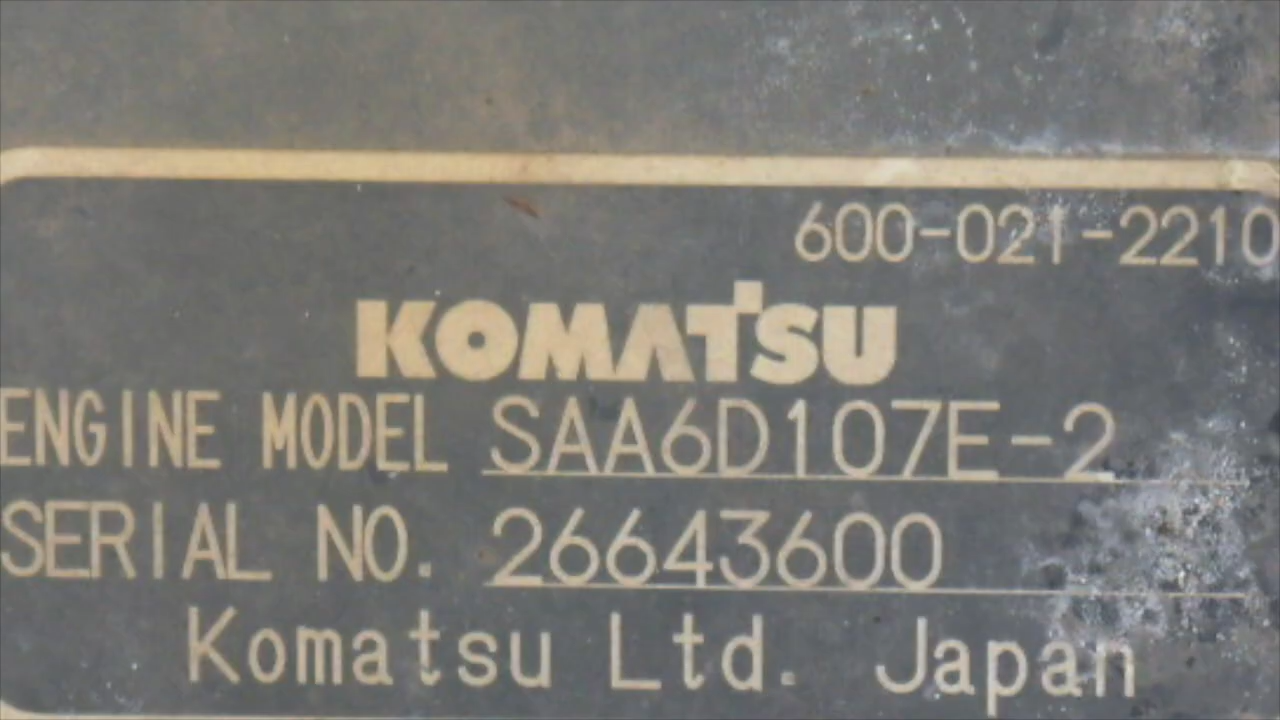 600-021-2210
KOMATSU
ENGINE MODEL SAA6D107E-2
SERIAL NO. 26643600
Komatsu Ltd. Japan